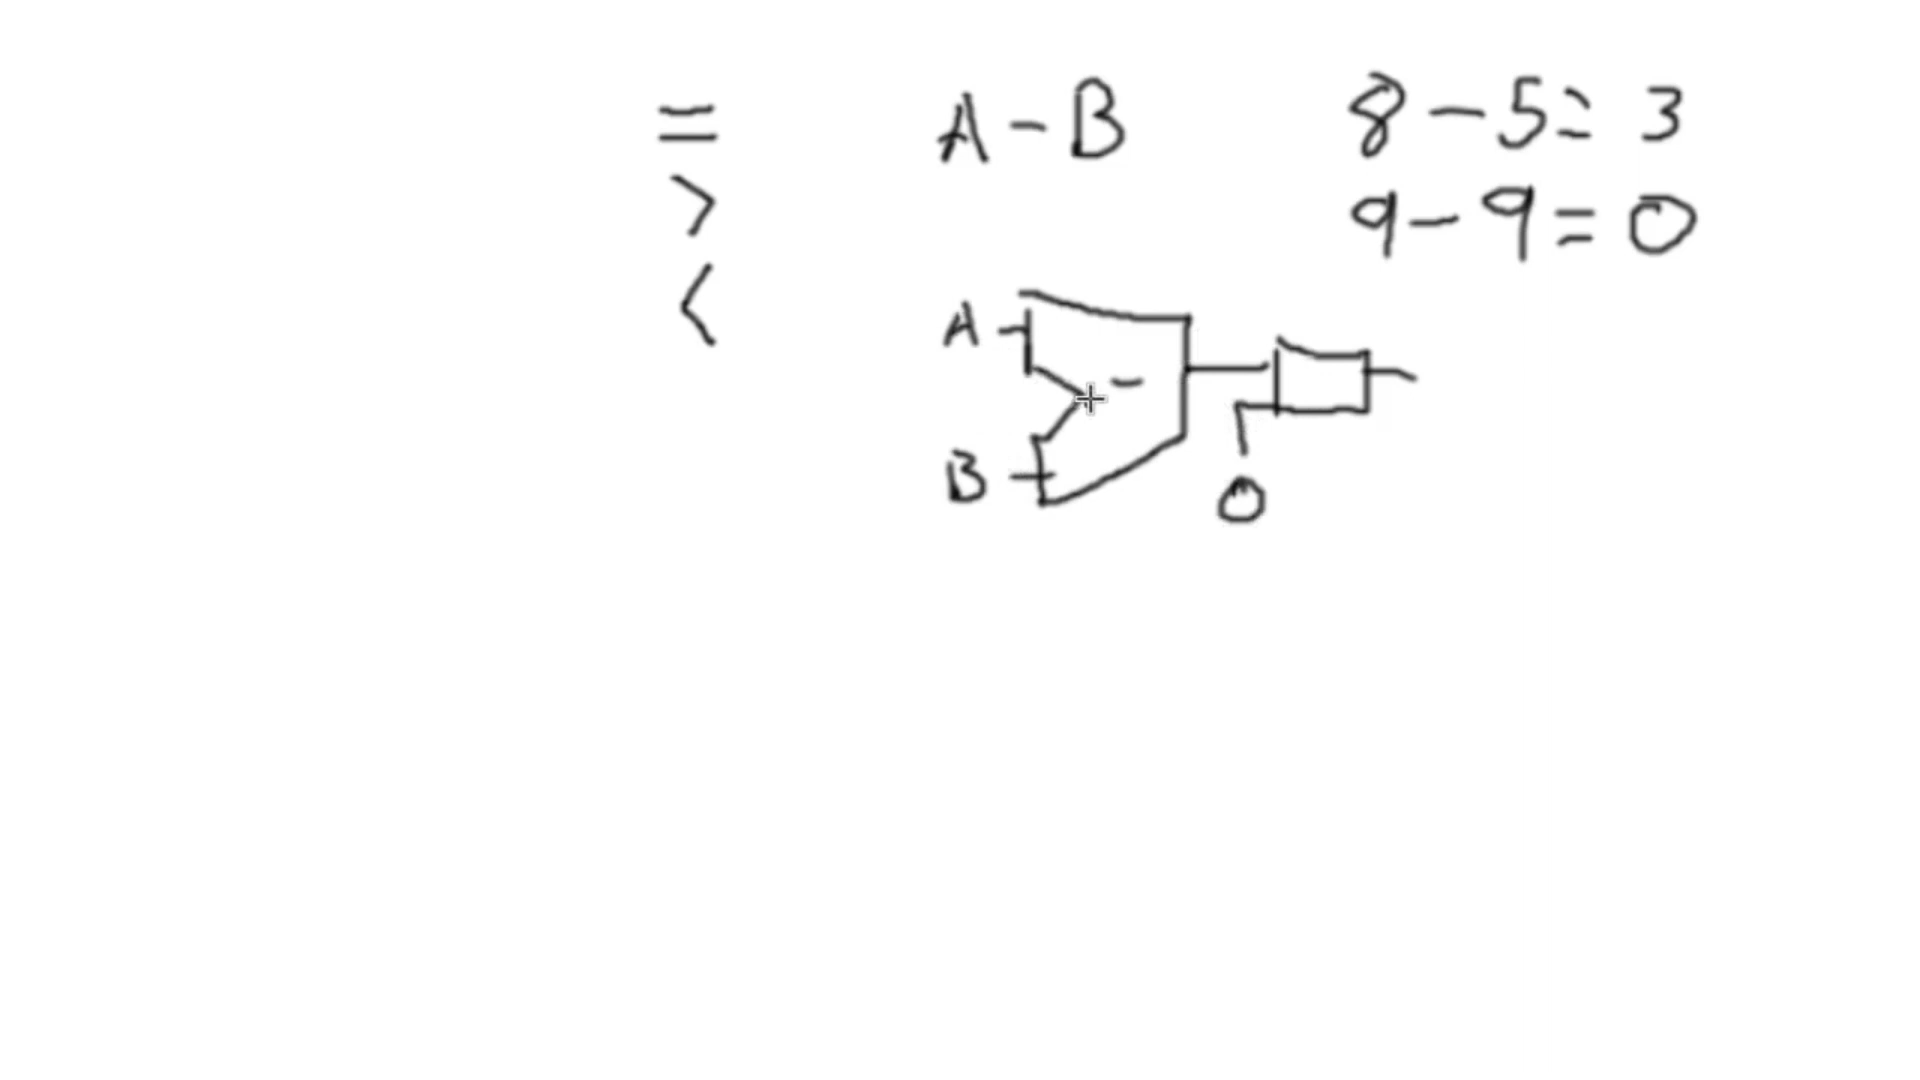 = A - B 8 - 5 = 3
> 9 - 9 = 0
<
A -
B
0